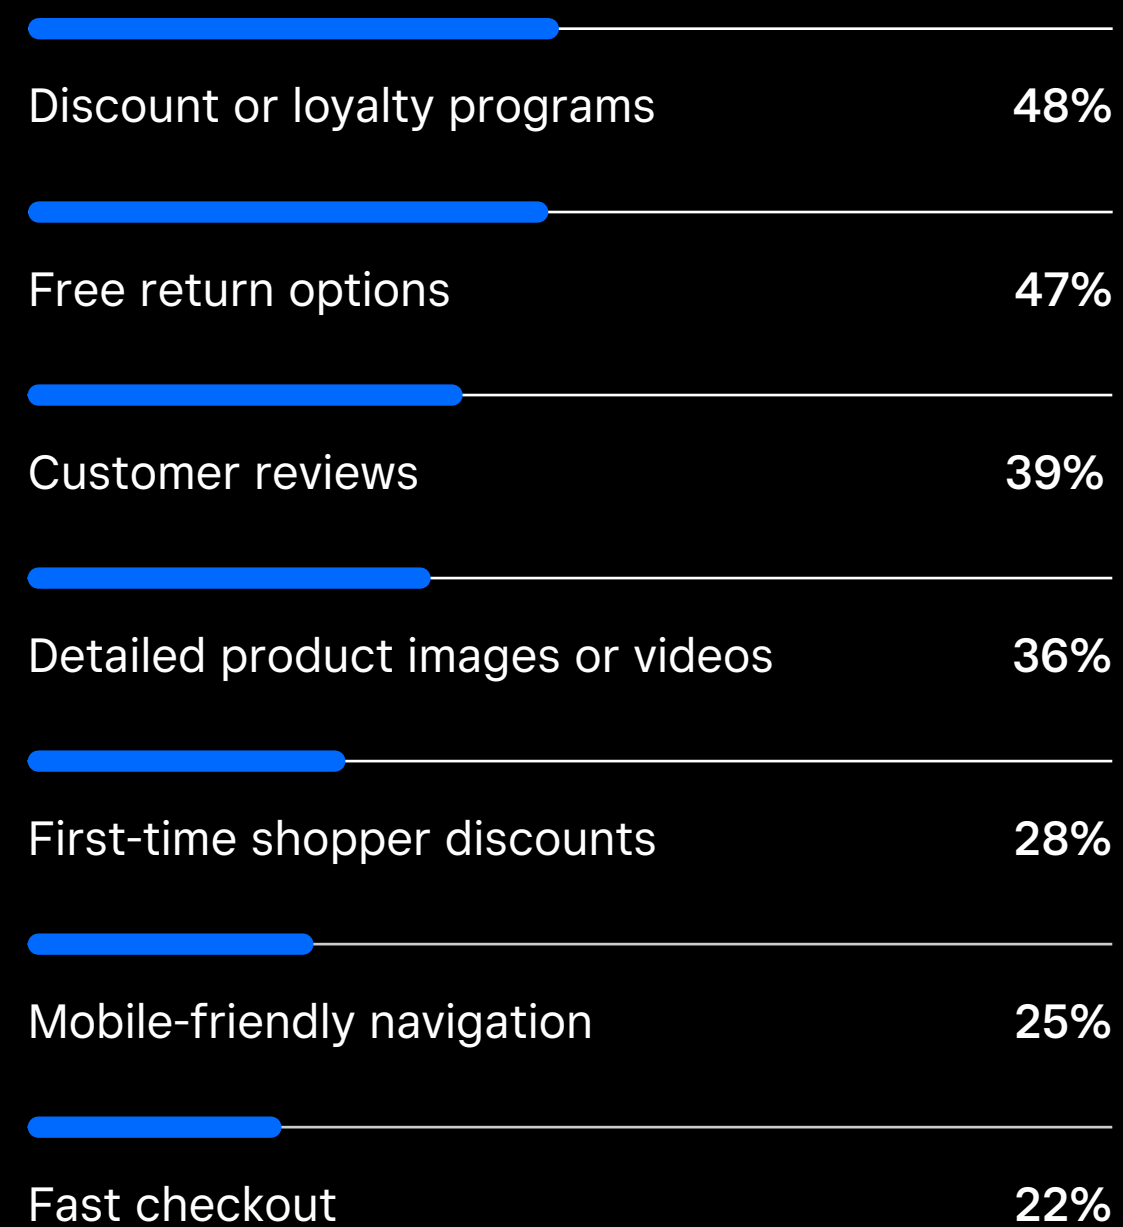 Discount or loyalty programs 48%
Free return options 47%
Customer reviews 39%
Detailed product images or videos 36%
First-time shopper discounts 28%
Mobile-friendly navigation 25%
Fast checkout 22%